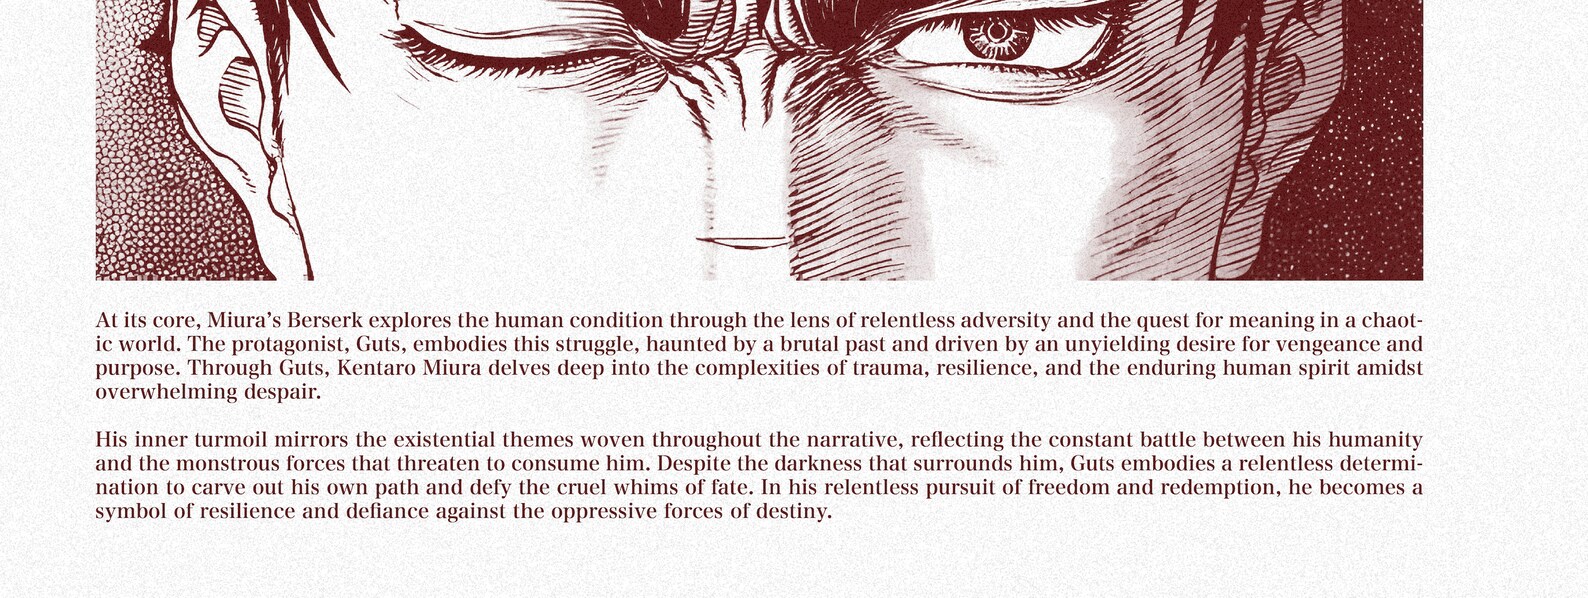 At its core, Miura’s Berserk explores the human condition through the lens of relentless adversity and the quest for meaning in a chaot-
ic world. The protagonist, Guts, embodies this struggle, haunted by a brutal past and driven by an unyielding desire for vengeance and
purpose. Through Guts, Kentaro Miura delves deep into the complexities of trauma, resilience, and the enduring human spirit amidst
overwhelming despair.
His inner turmoil mirrors the existential themes woven throughout the narrative, reflecting the constant battle between his humanity
and the monstrous forces that threaten to consume him. Despite the darkness that surrounds him, Guts embodies a relentless determi-
nation to carve out his own path and defy the cruel whims of fate. In his relentless pursuit of freedom and redemption, he becomes a
symbol of resilience and defiance against the oppressive forces of destiny.